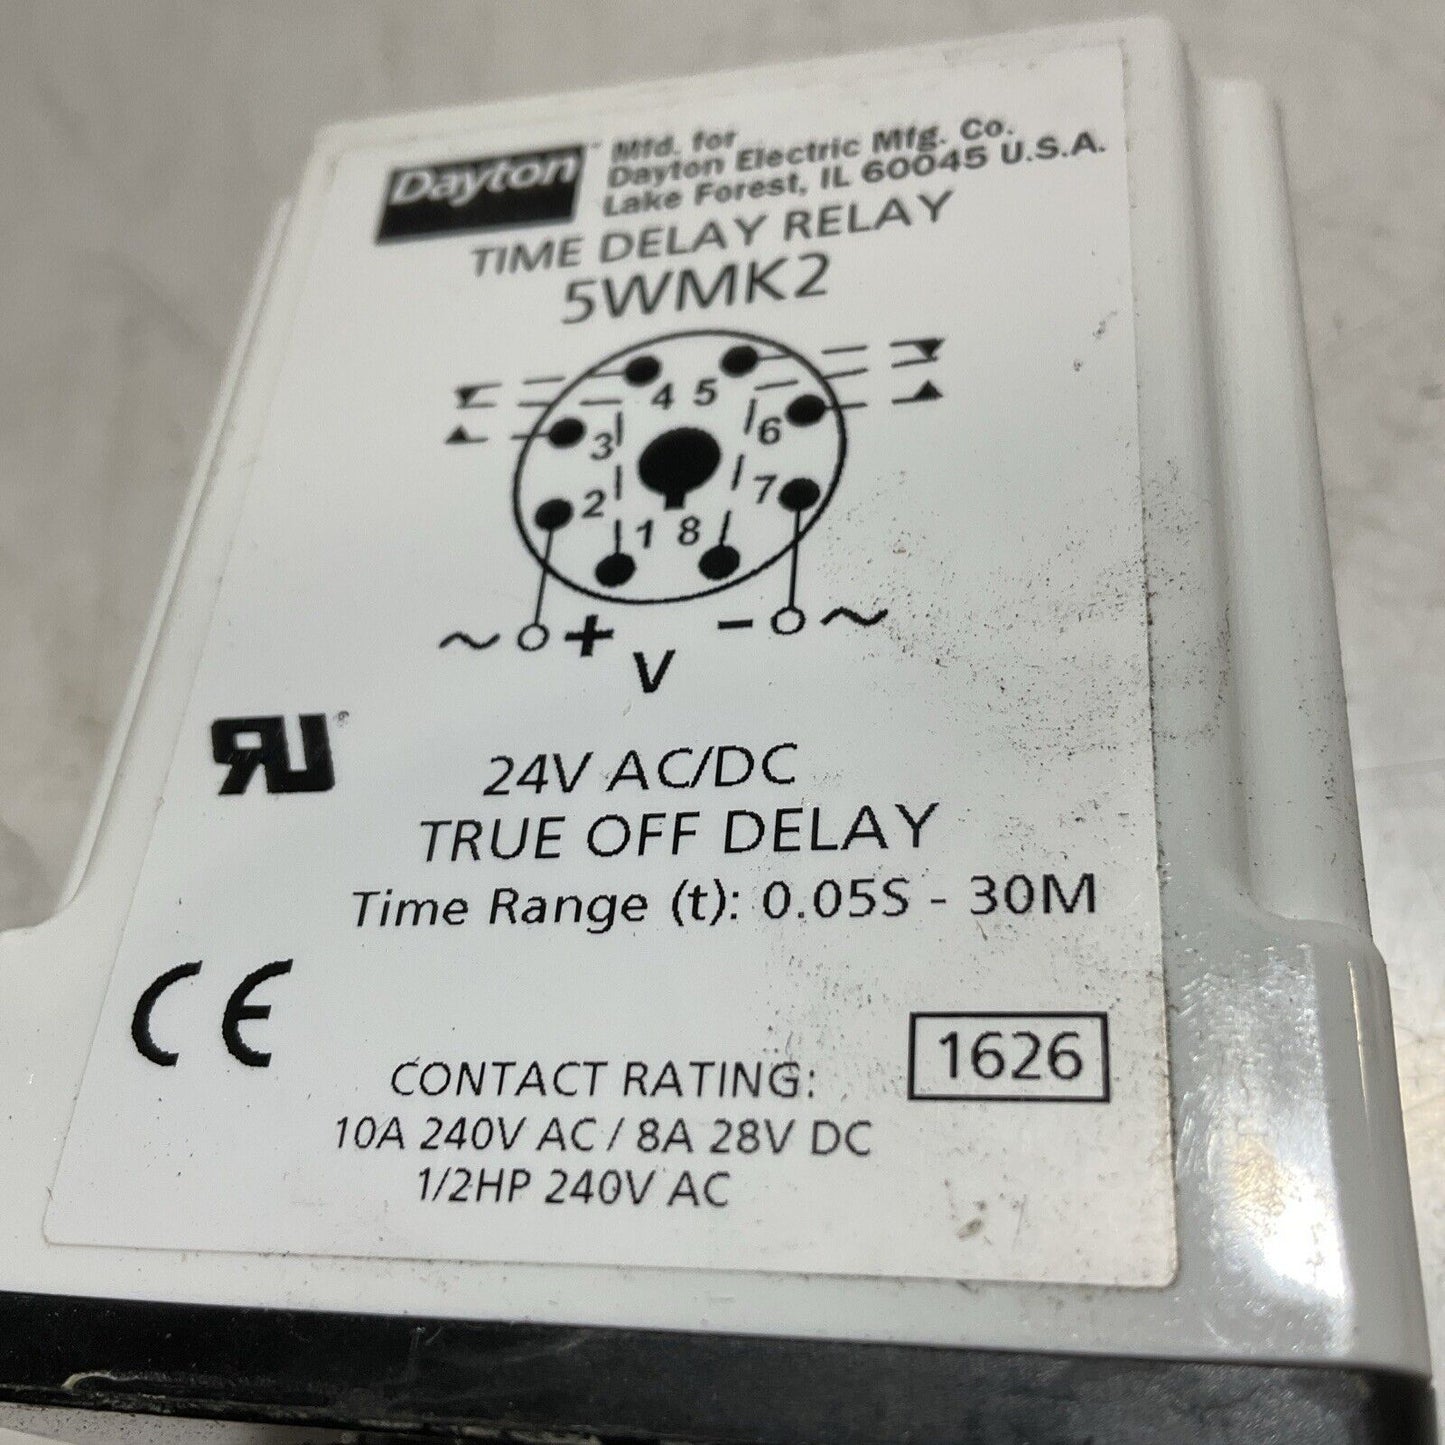 Dayton™
Mfd. for
Dayton Electric Mfg. Co.
Lake Forest, IL 60045 U.S.A.
TIME DELAY RELAY
5WMK2
4 5
3 6
2 7
1 8
~ + - ~
V
RU®
24V AC/DC
TRUE OFF DELAY
Time Range (t): 0.05S - 30M
CE
1626
CONTACT RATING:
10A 240V AC / 8A 28V DC
1/2HP 240V AC